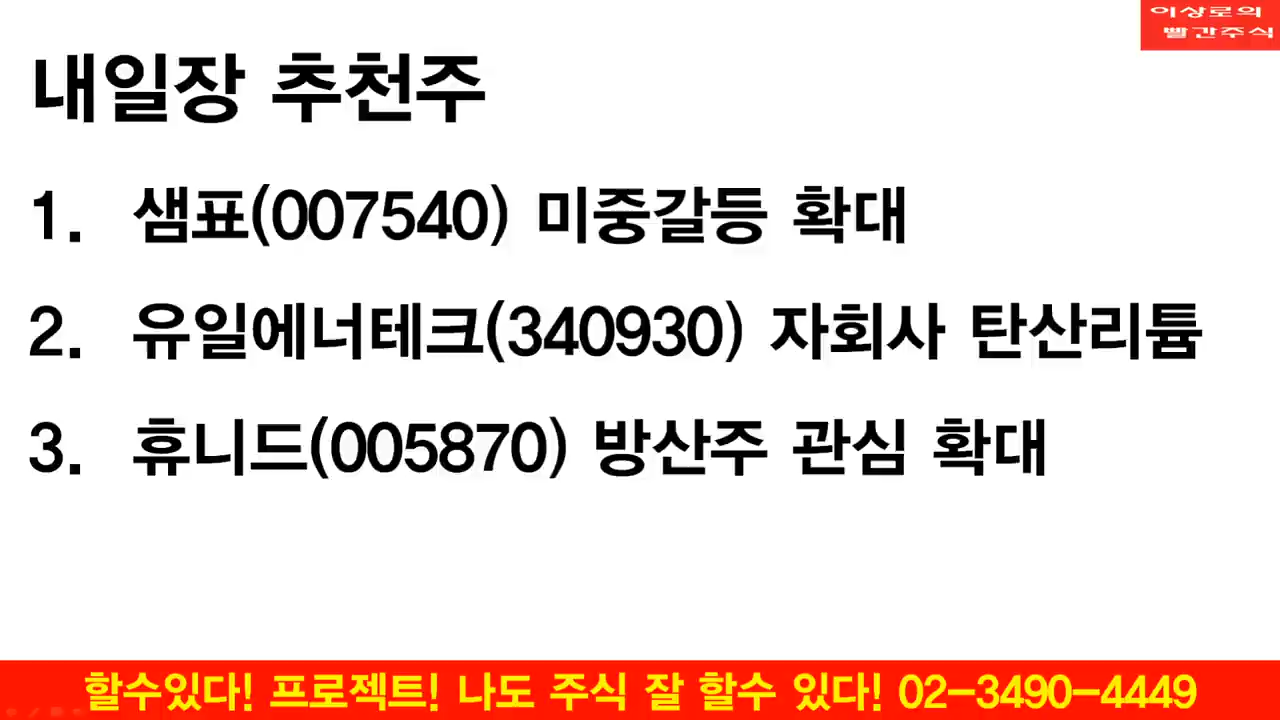 이상로의
빨간주식
내일장 추천주
1. 샘표(007540) 미중갈등 확대
2. 유일에너테크(340930) 자회사 탄산리튬
3. 휴니드(005870) 방산주 관심 확대
할수있다! 프로젝트! 나도 주식 잘 할수 있다! 02-3490-4449